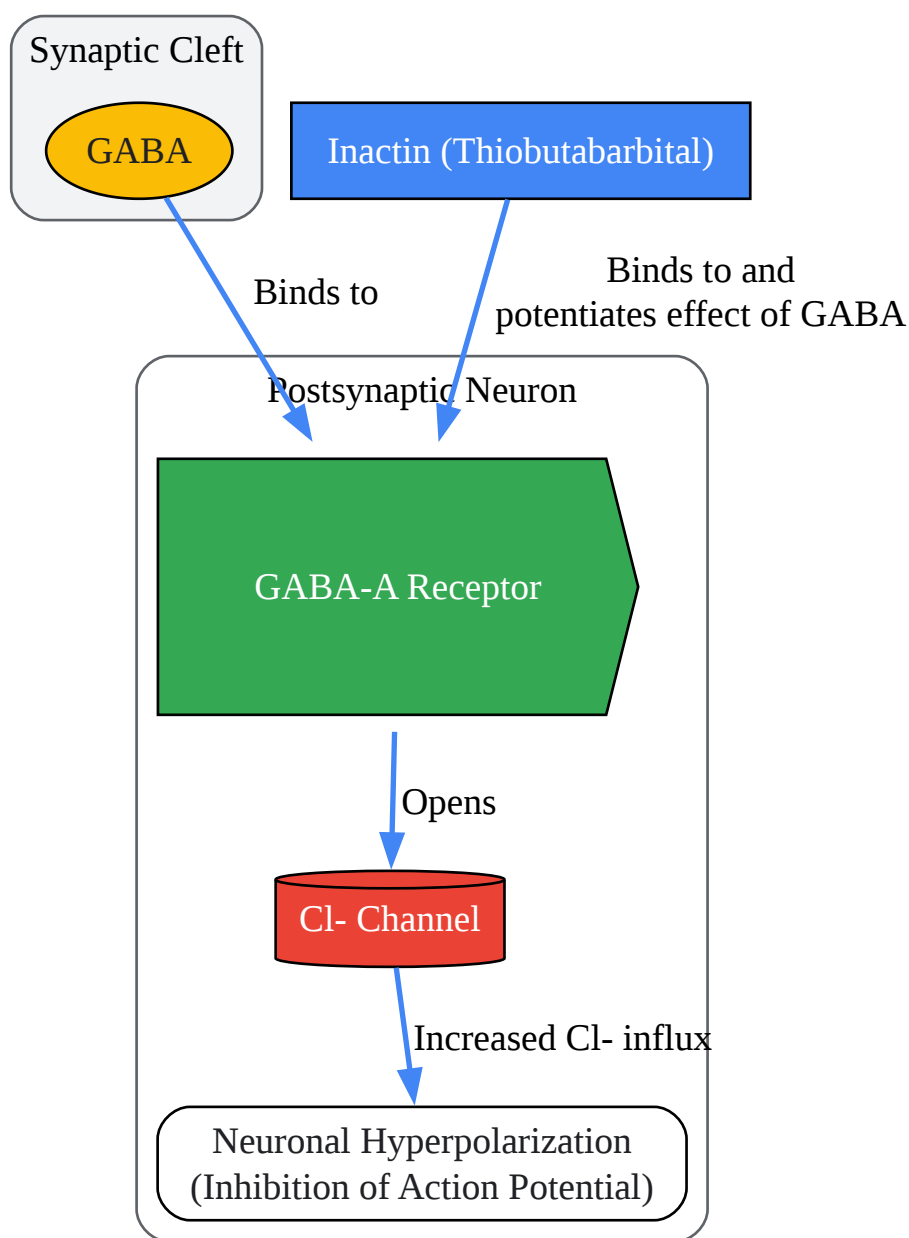 Synaptic Cleft
GABA
Inactin (Thiobutabarbital)
Binds to
Binds to and
potentiates effect of GABA
Postsynaptic Neuron
GABA-A Receptor
Opens
Cl- Channel
Increased Cl- influx
Neuronal Hyperpolarization
(Inhibition of Action Potential)